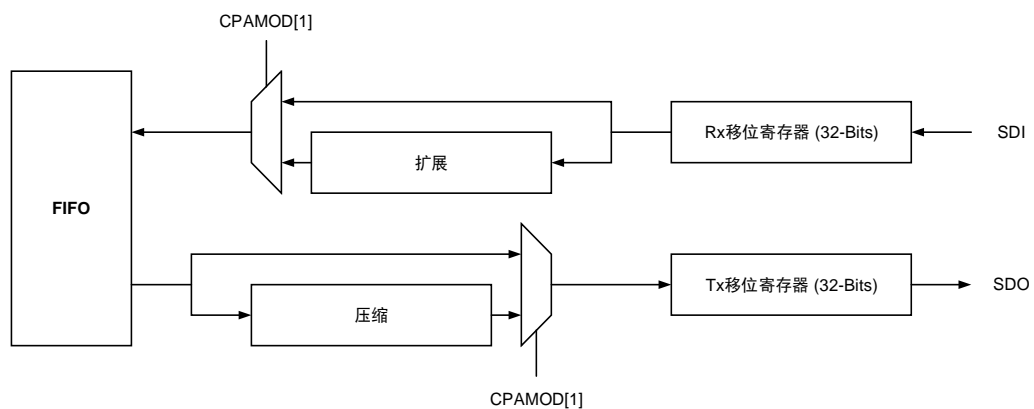 CPAMOD[1]
Rx移位寄存器 (32-Bits)
SDI
扩展
FIFO
Tx移位寄存器 (32-Bits)
SDO
压缩
CPAMOD[1]